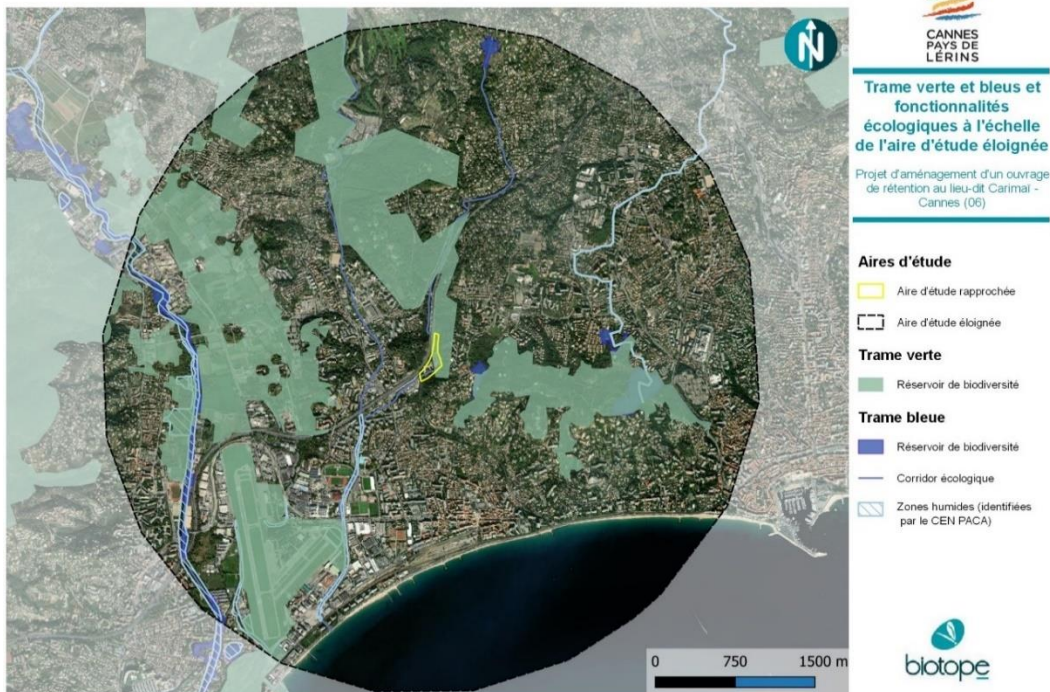 N
CANNES
PAYS DE
LÉRINS
Trame verte et bleus et
fonctionnalités
écologiques à l'échelle
de l'aire d'étude éloignée
Projet d'aménagement d'un ouvrage
de rétention au lieu-dit Carimaï -
Cannes (06)
Aires d'étude
Aire d'étude rapprochée
Aire d'étude éloignée
Trame verte
Réservoir de biodiversité
Trame bleue
Réservoir de biodiversité
Corridor écologique
Zones humides (identifiées
par le CEN PACA)
0 750 1500 m
biotope